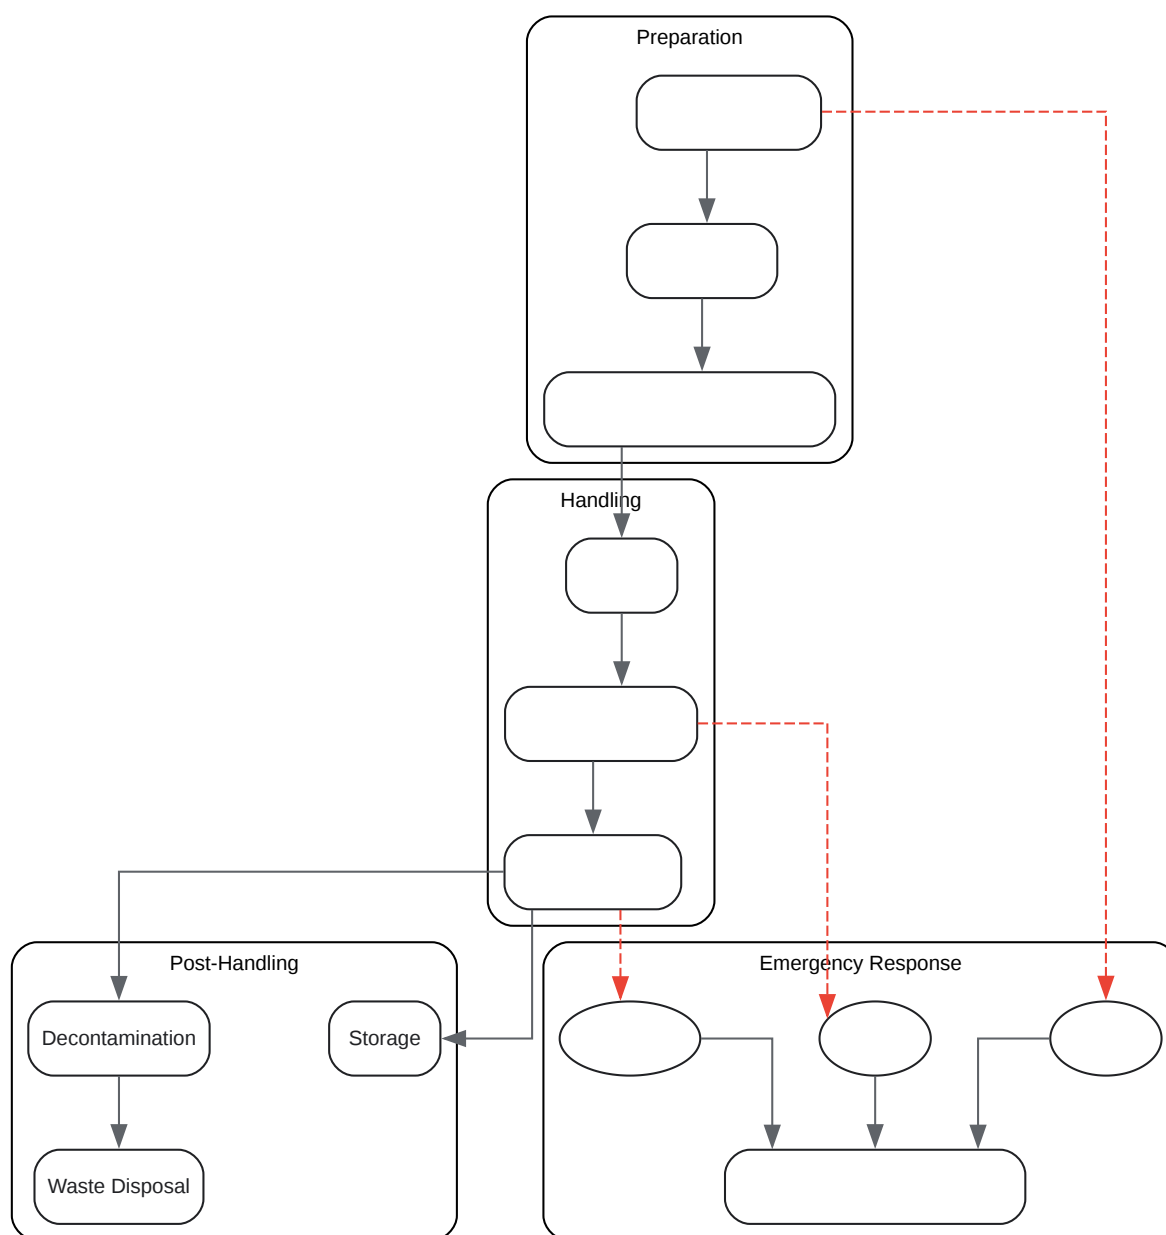 Preparation
Handling
Post-Handling
Emergency Response
Decontamination
Storage
Waste Disposal